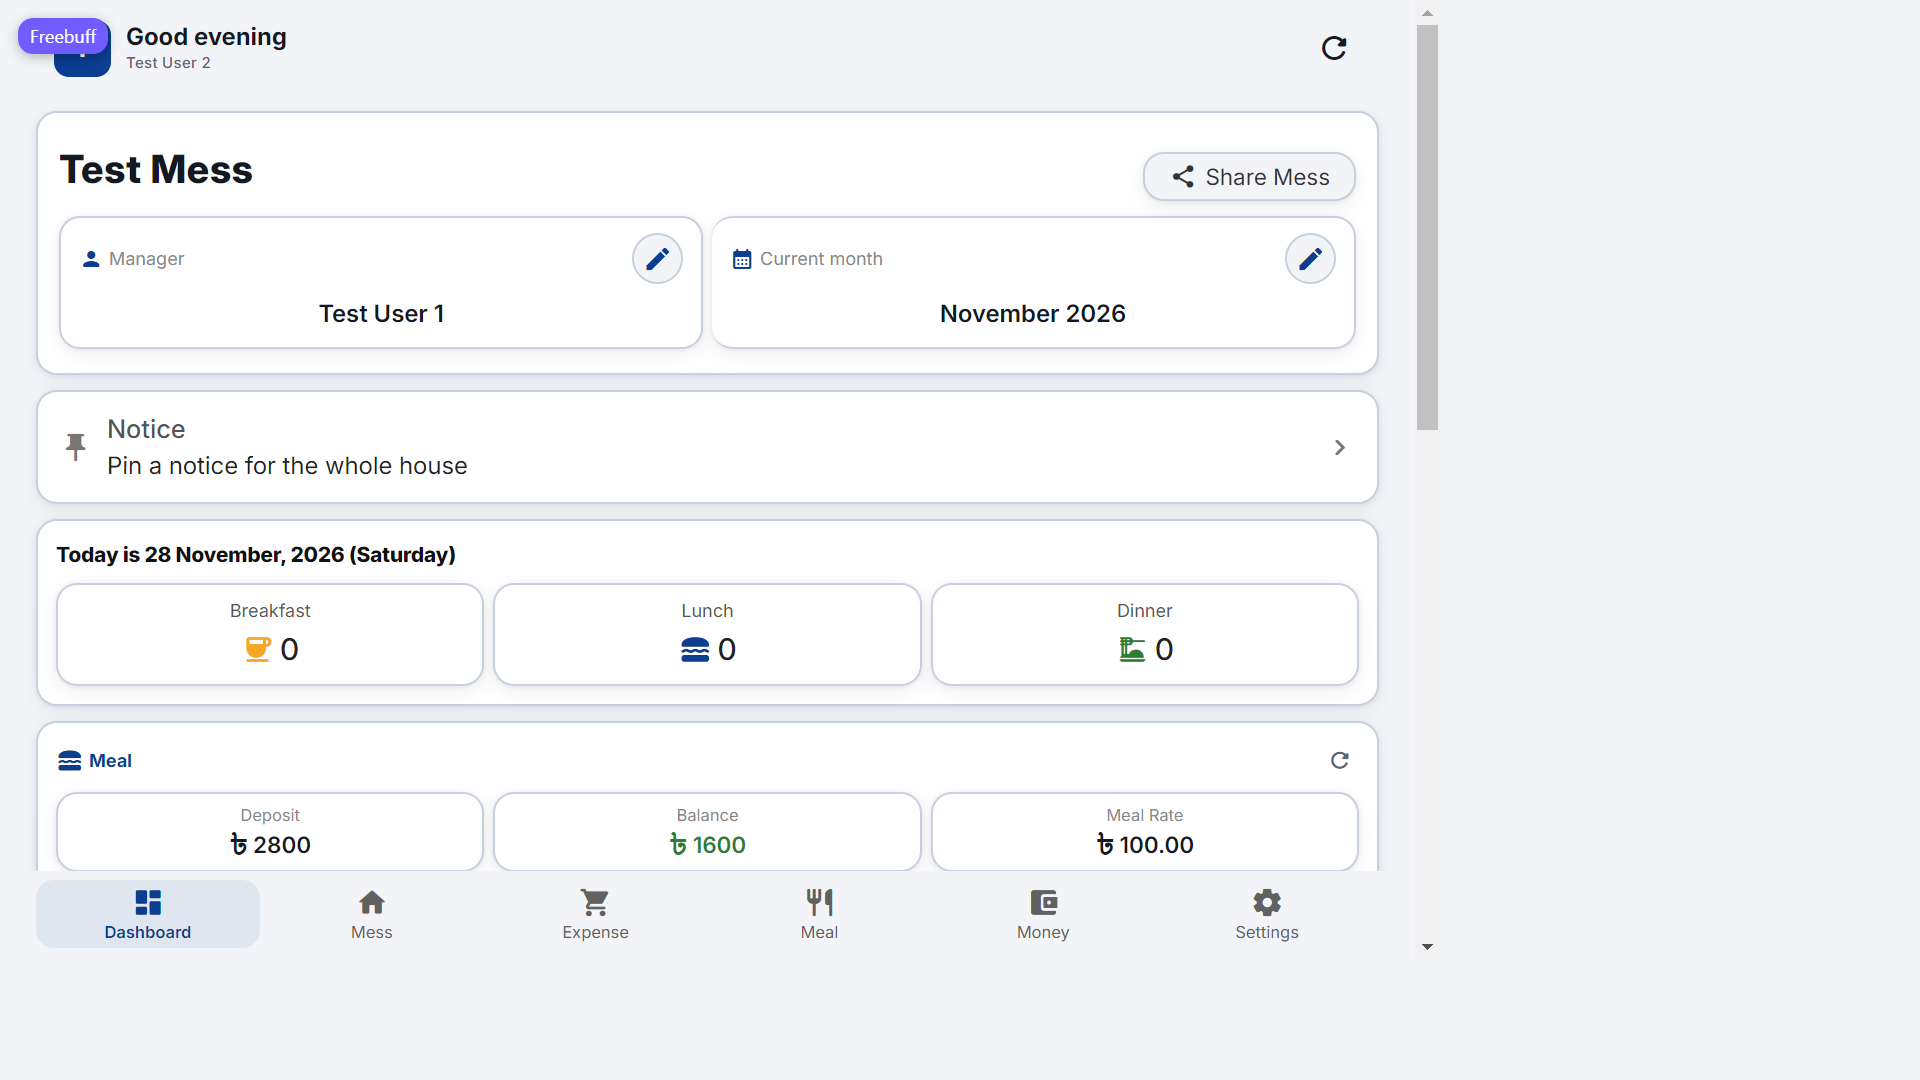 Freebuff
Good evening
Test User 2
Test Mess
Share Mess
Manager
Test User 1
Current month
November 2026
Notice
Pin a notice for the whole house
Today is 28 November, 2026 (Saturday)
Breakfast
0
Lunch
0
Dinner
0
Meal
Deposit
৳ 2800
Balance
৳ 1600
Meal Rate
৳ 100.00
Dashboard
Mess
Expense
Meal
Money
Settings